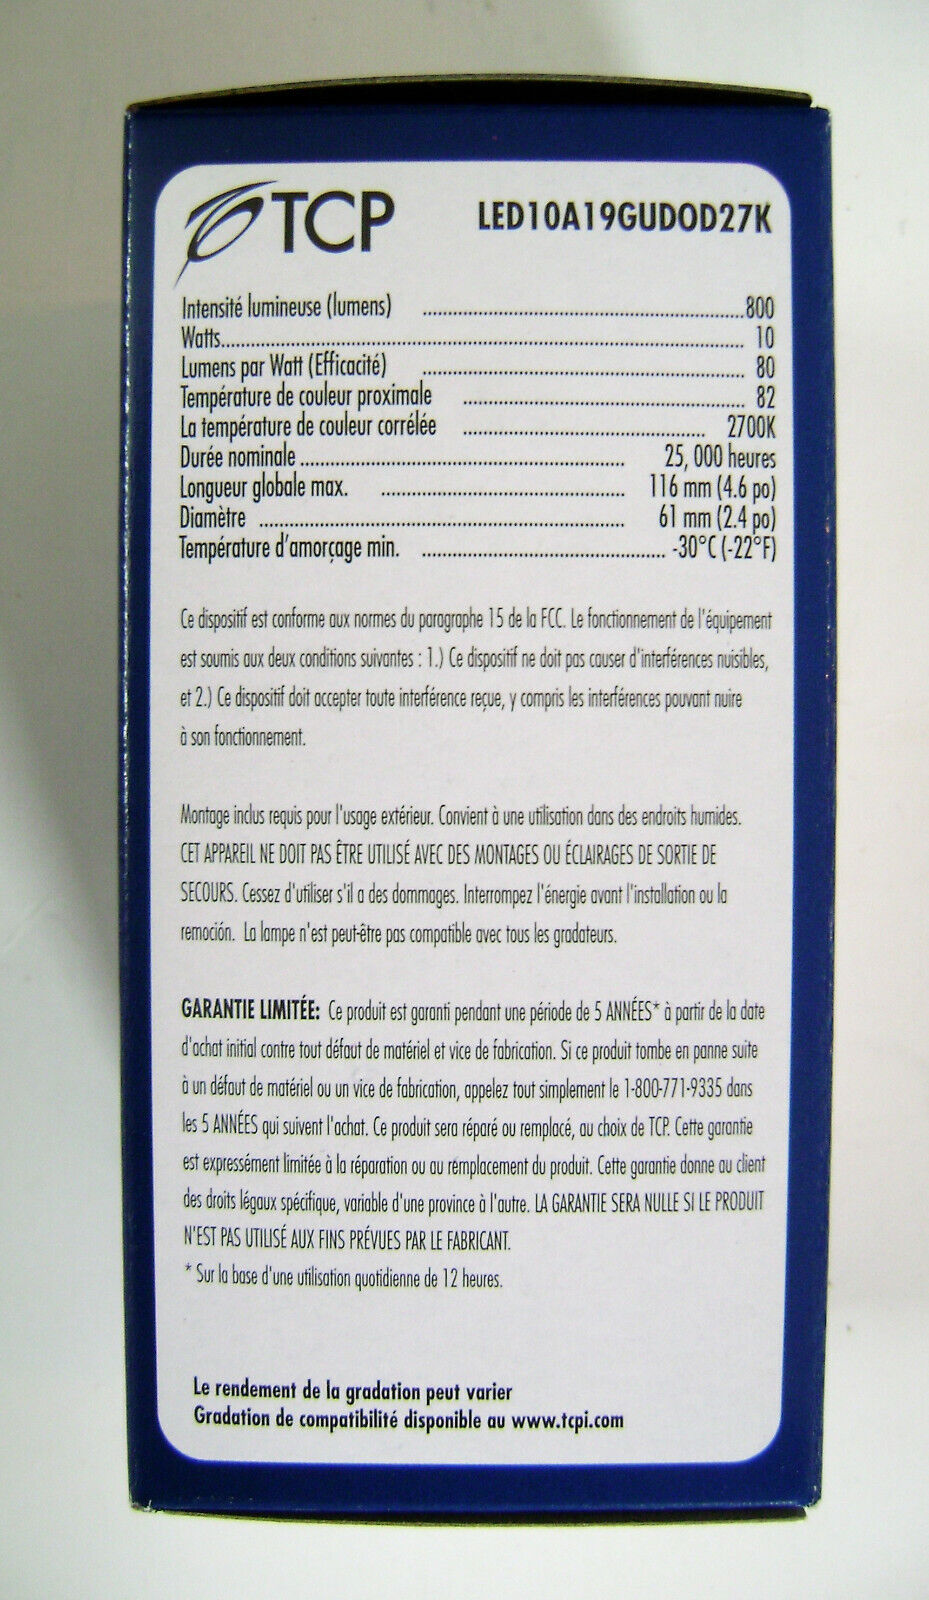 TCP
LED10A19GUDOD27K
Intensité lumineuse (lumens) ..........800
Watts.......... 10
Lumens par Watt (Efficacité) .......... 80
Température de couleur proximale .......... 82
La température de couleur corrélée .......... 2700K
Durée nominale .......... 25, 000 heures
Longueur globale max. .......... 116 mm (4.6 po)
Diamètre .......... 61 mm (2.4 po)
Température d'amorçage min. .......... -30°C (-22°F)
Ce dispositif est conforme aux normes du paragraphe 15 de la FCC. Le fonctionnement de l'équipement
est soumis aux deux conditions suivantes : 1.) Ce dispositif ne doit pas causer d'interférences nuisibles,
et 2.) Ce dispositif doit accepter toute interférence reçue, y compris les interférences pouvant nuire
à son fonctionnement.
Montage inclus requis pour l'usage extérieur. Convient à une utilisation dans des endroits humides.
CET APPAREIL NE DOIT PAS ÊTRE UTILISÉ AVEC DES MONTAGES OU ÉCLAIRAGES DE SORTIE DE
SECOURS. Cessez d'utiliser s'il a des dommages. Interrompez l'énergie avant l'installation ou la
remoción. La lampe n'est peut-être pas compatible avec tous les gradateurs.
GARANTIE LIMITÉE: Ce produit est garanti pendant une période de 5 ANNÉES* à partir de la date
d'achat initial contre tout défaut de matériel et vice de fabrication. Si ce produit tombe en panne suite
à un défaut de matériel ou un vice de fabrication, appelez tout simplement le 1-800-771-9335 dans
les 5 ANNÉES qui suivent l'achat. Ce produit sera réparé ou remplacé, au choix de TCP. Cette garantie
est expressément limitée à la réparation ou au remplacement du produit. Cette garantie donne au client
des droits légaux spécifique, variable d'une province à l'autre. LA GARANTIE SERA NULLE SI LE PRODUIT
N'EST PAS UTILISÉ AUX FINS PRÉVUES PAR LE FABRICANT.
* Sur la base d'une utilisation quotidienne de 12 heures.
Le rendement de la gradation peut varier
Gradation de compatibilité disponible au www.tcpi.com